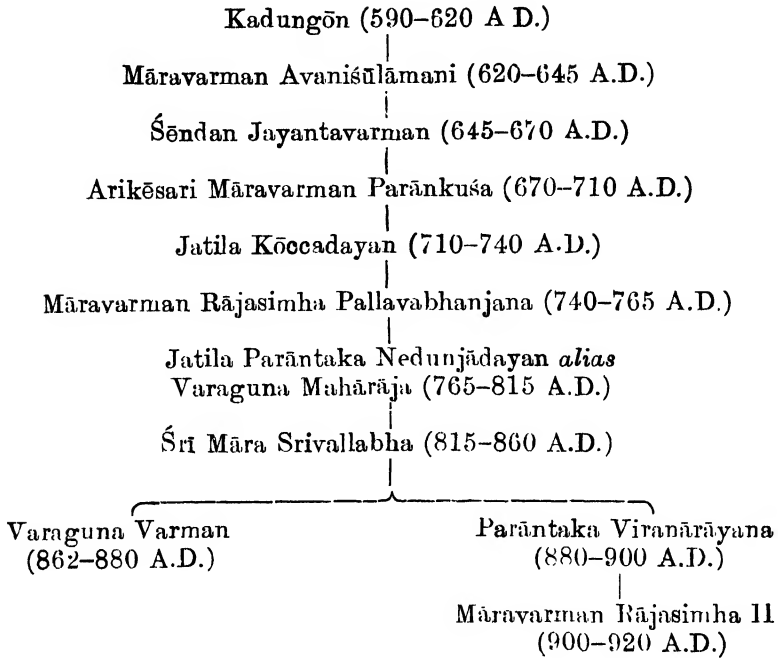 Kadungōn (590–620 A D.)
Māravarman Avaniśūlāmani (620–645 A.D.)
Śēndan Jayantavarman (645–670 A.D.)
Arikēsari Māravarman Parānkuśa (670–710 A.D.)
Jatila Kōccadayan (710–740 A.D.)
Māravarman Rājasimha Pallavabhanjana (740–765 A.D.)
Jatila Parāntaka Nedunjādayan alias
Varaguna Mahārāja (765–815 A.D.)
Śrī Māra Srivallabha (815–860 A.D.)
Varaguna Varman
(862–880 A.D.)
Parāntaka Viranārāyana
(880–900 A.D.)
Māravarman Rājasimha II
(900–920 A.D.)